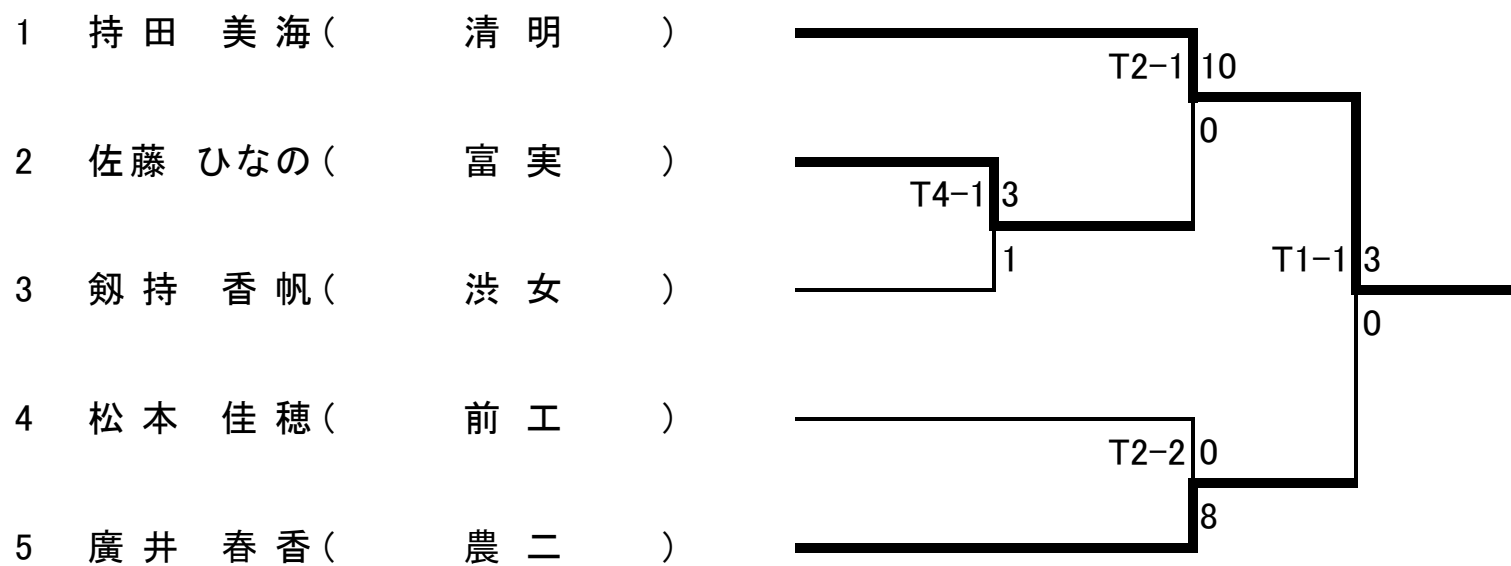 1 持田 美海( 清明 )
T2-1 10
0
2 佐藤 ひなの( 富実 )
T4-1 3
1
T1-1 3
3 剱持 香帆( 渋女 )
0
4 松本 佳穂( 前工 )
T2-2 0
8
5 廣井 春香( 農二 )